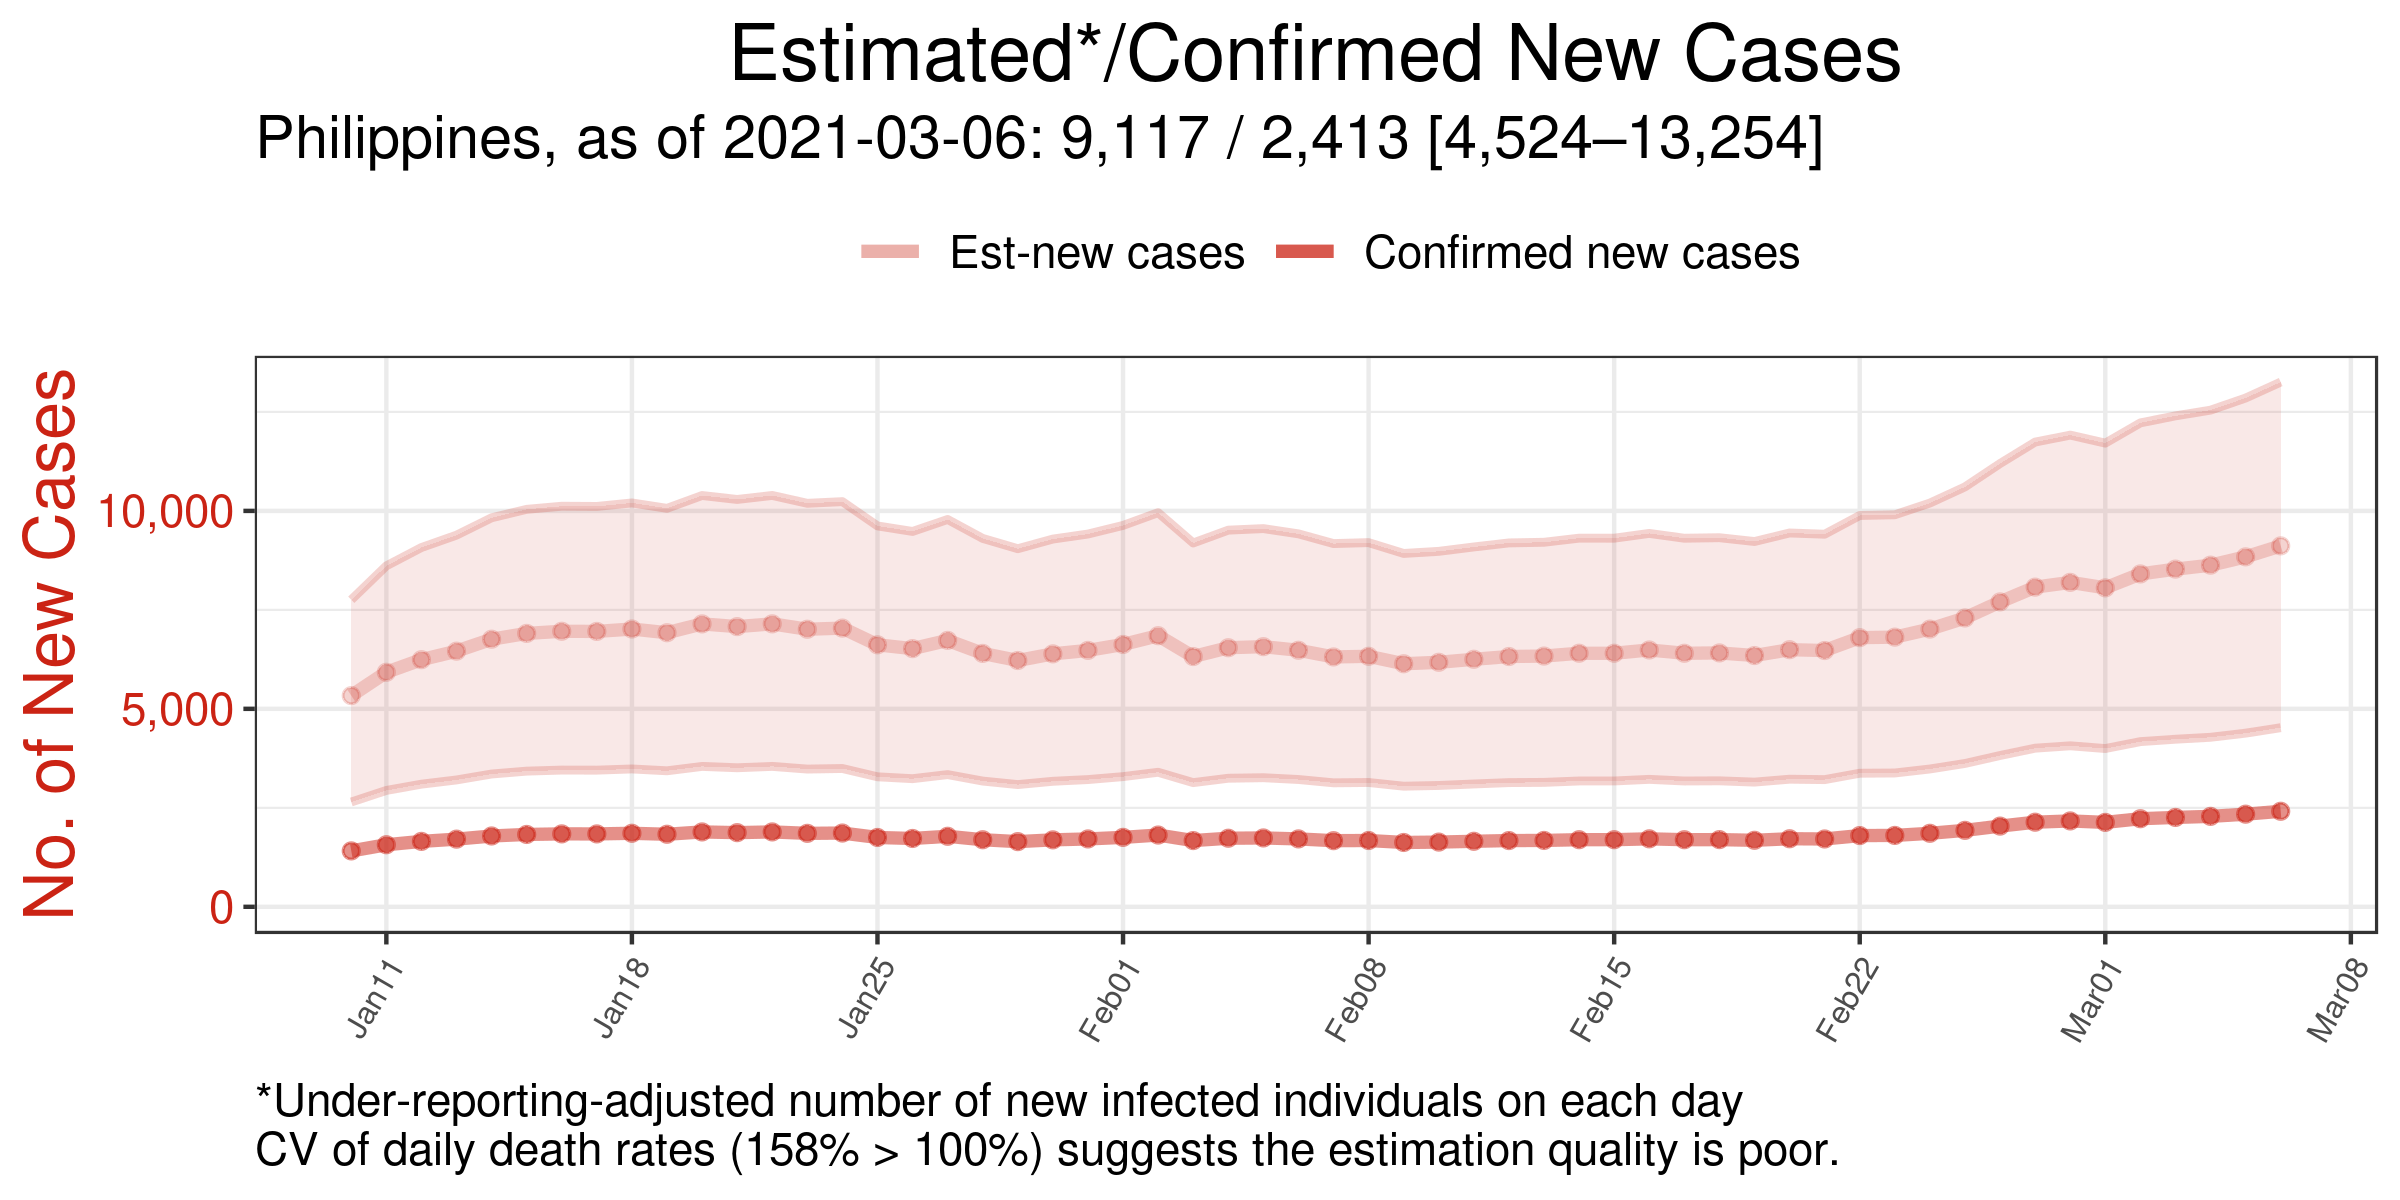 Estimated*/Confirmed New Cases
Philippines, as of 2021-03-06: 9,117 / 2,413 [4,524–13,254]
Est-new cases
Confirmed new cases
No. of New Cases
10,000
5,000
0
Jan11
Jan18
Jan25
Feb01
Feb08
Feb15
Feb22
Mar01
Mar08
*Under-reporting-adjusted number of new infected individuals on each day
CV of daily death rates (158% > 100%) suggests the estimation quality is poor.